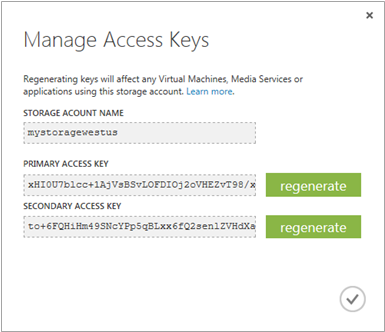 Manage Access Keys
Regenerating keys will affect any Virtual Machines, Media Services or
applications using this storage account. Learn more.
STORAGE ACOUNT NAME
mystoragewestus
PRIMARY ACCESS KEY
xHI0U7blcc+1AjVsBSvLOFDIOj2oVHEZvT98/x
regenerate
SECONDARY ACCESS KEY
to+6FQHiHm49SNcYPp5qBLxx6fQ2senlZVHdXa
regenerate